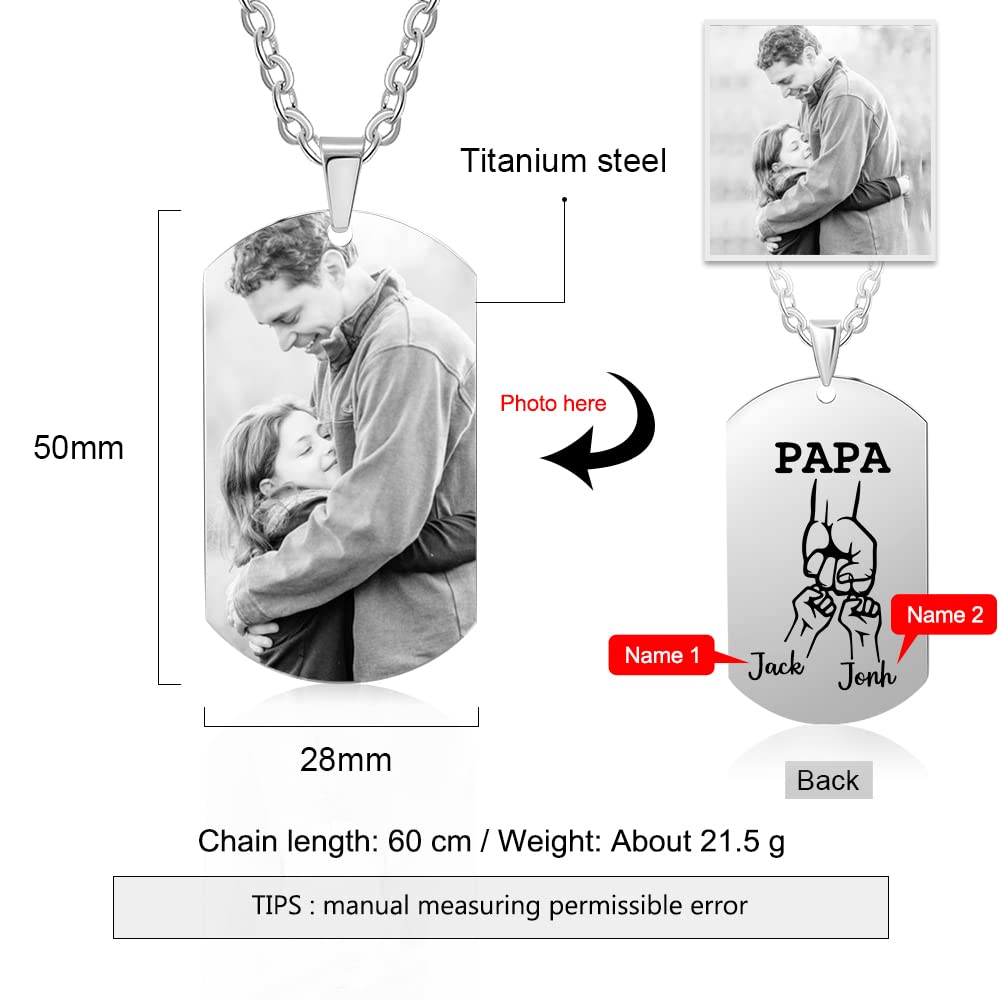 Titanium steel
Photo here
50mm
PAPA
Name 2
Name 1
Jack
Jonh
28mm
Back
Chain length: 60 cm / Weight: About 21.5 g
TIPS : manual measuring permissible error